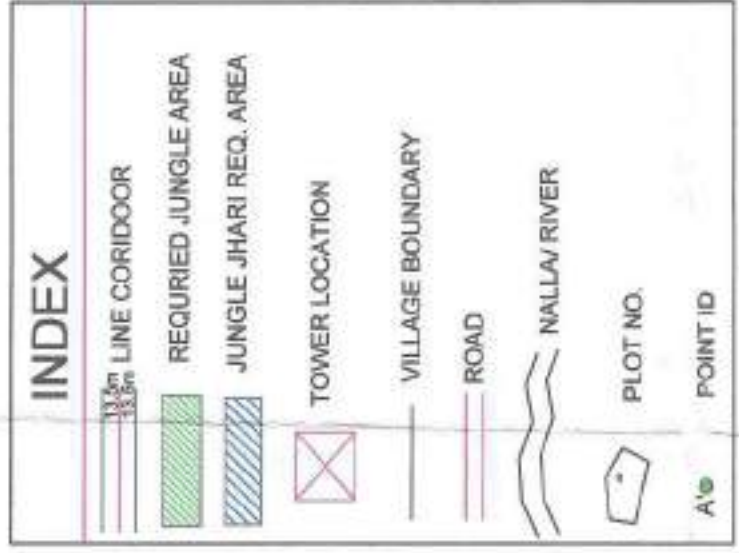 INDEX
13.5m
13.5m
LINE CORIDOOR
REQURIED JUNGLE AREA
JUNGLE JHARI REQ. AREA
TOWER LOCATION
VILLAGE BOUNDARY
ROAD
NALLA/ RIVER
PLOT NO.
A'
POINT ID